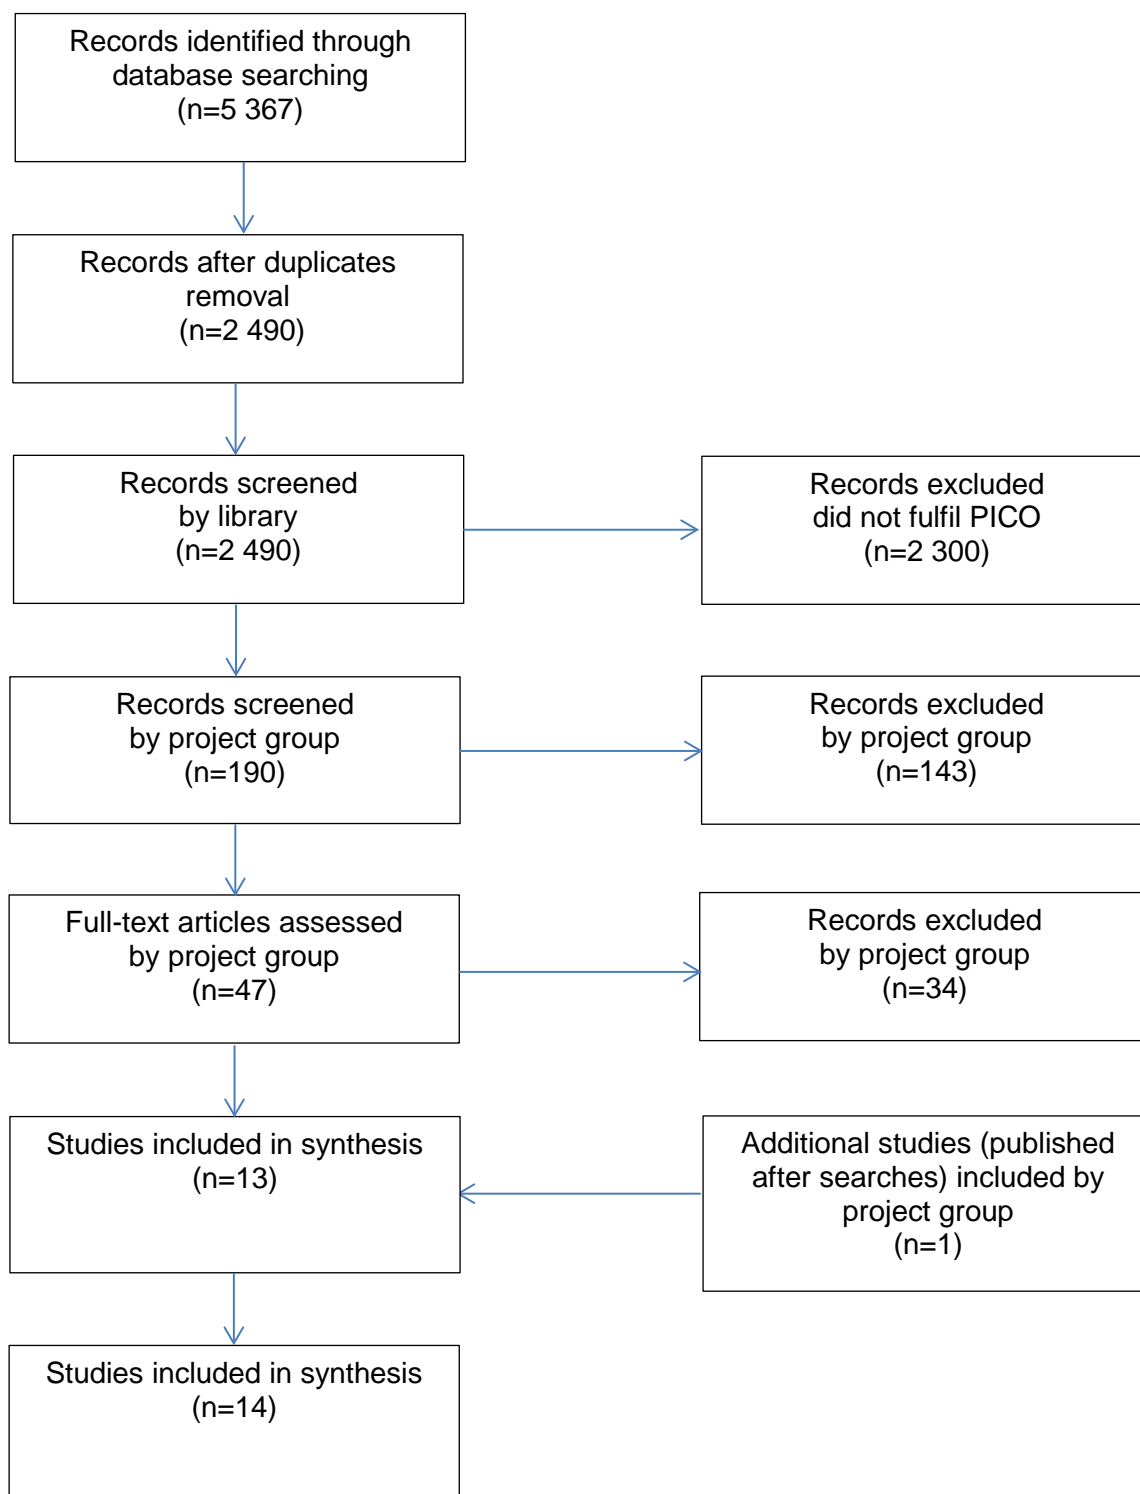 Records identified through
database searching
(n=5 367)
Records after duplicates
removal
(n=2 490)
Records screened
by library
(n=2 490)
Records excluded
did not fulfil PICO
(n=2 300)
Records screened
by project group
(n=190)
Records excluded
by project group
(n=143)
Full-text articles assessed
by project group
(n=47)
Records excluded
by project group
(n=34)
Studies included in synthesis
(n=13)
Additional studies (published
after searches) included by
project group
(n=1)
Studies included in synthesis
(n=14)